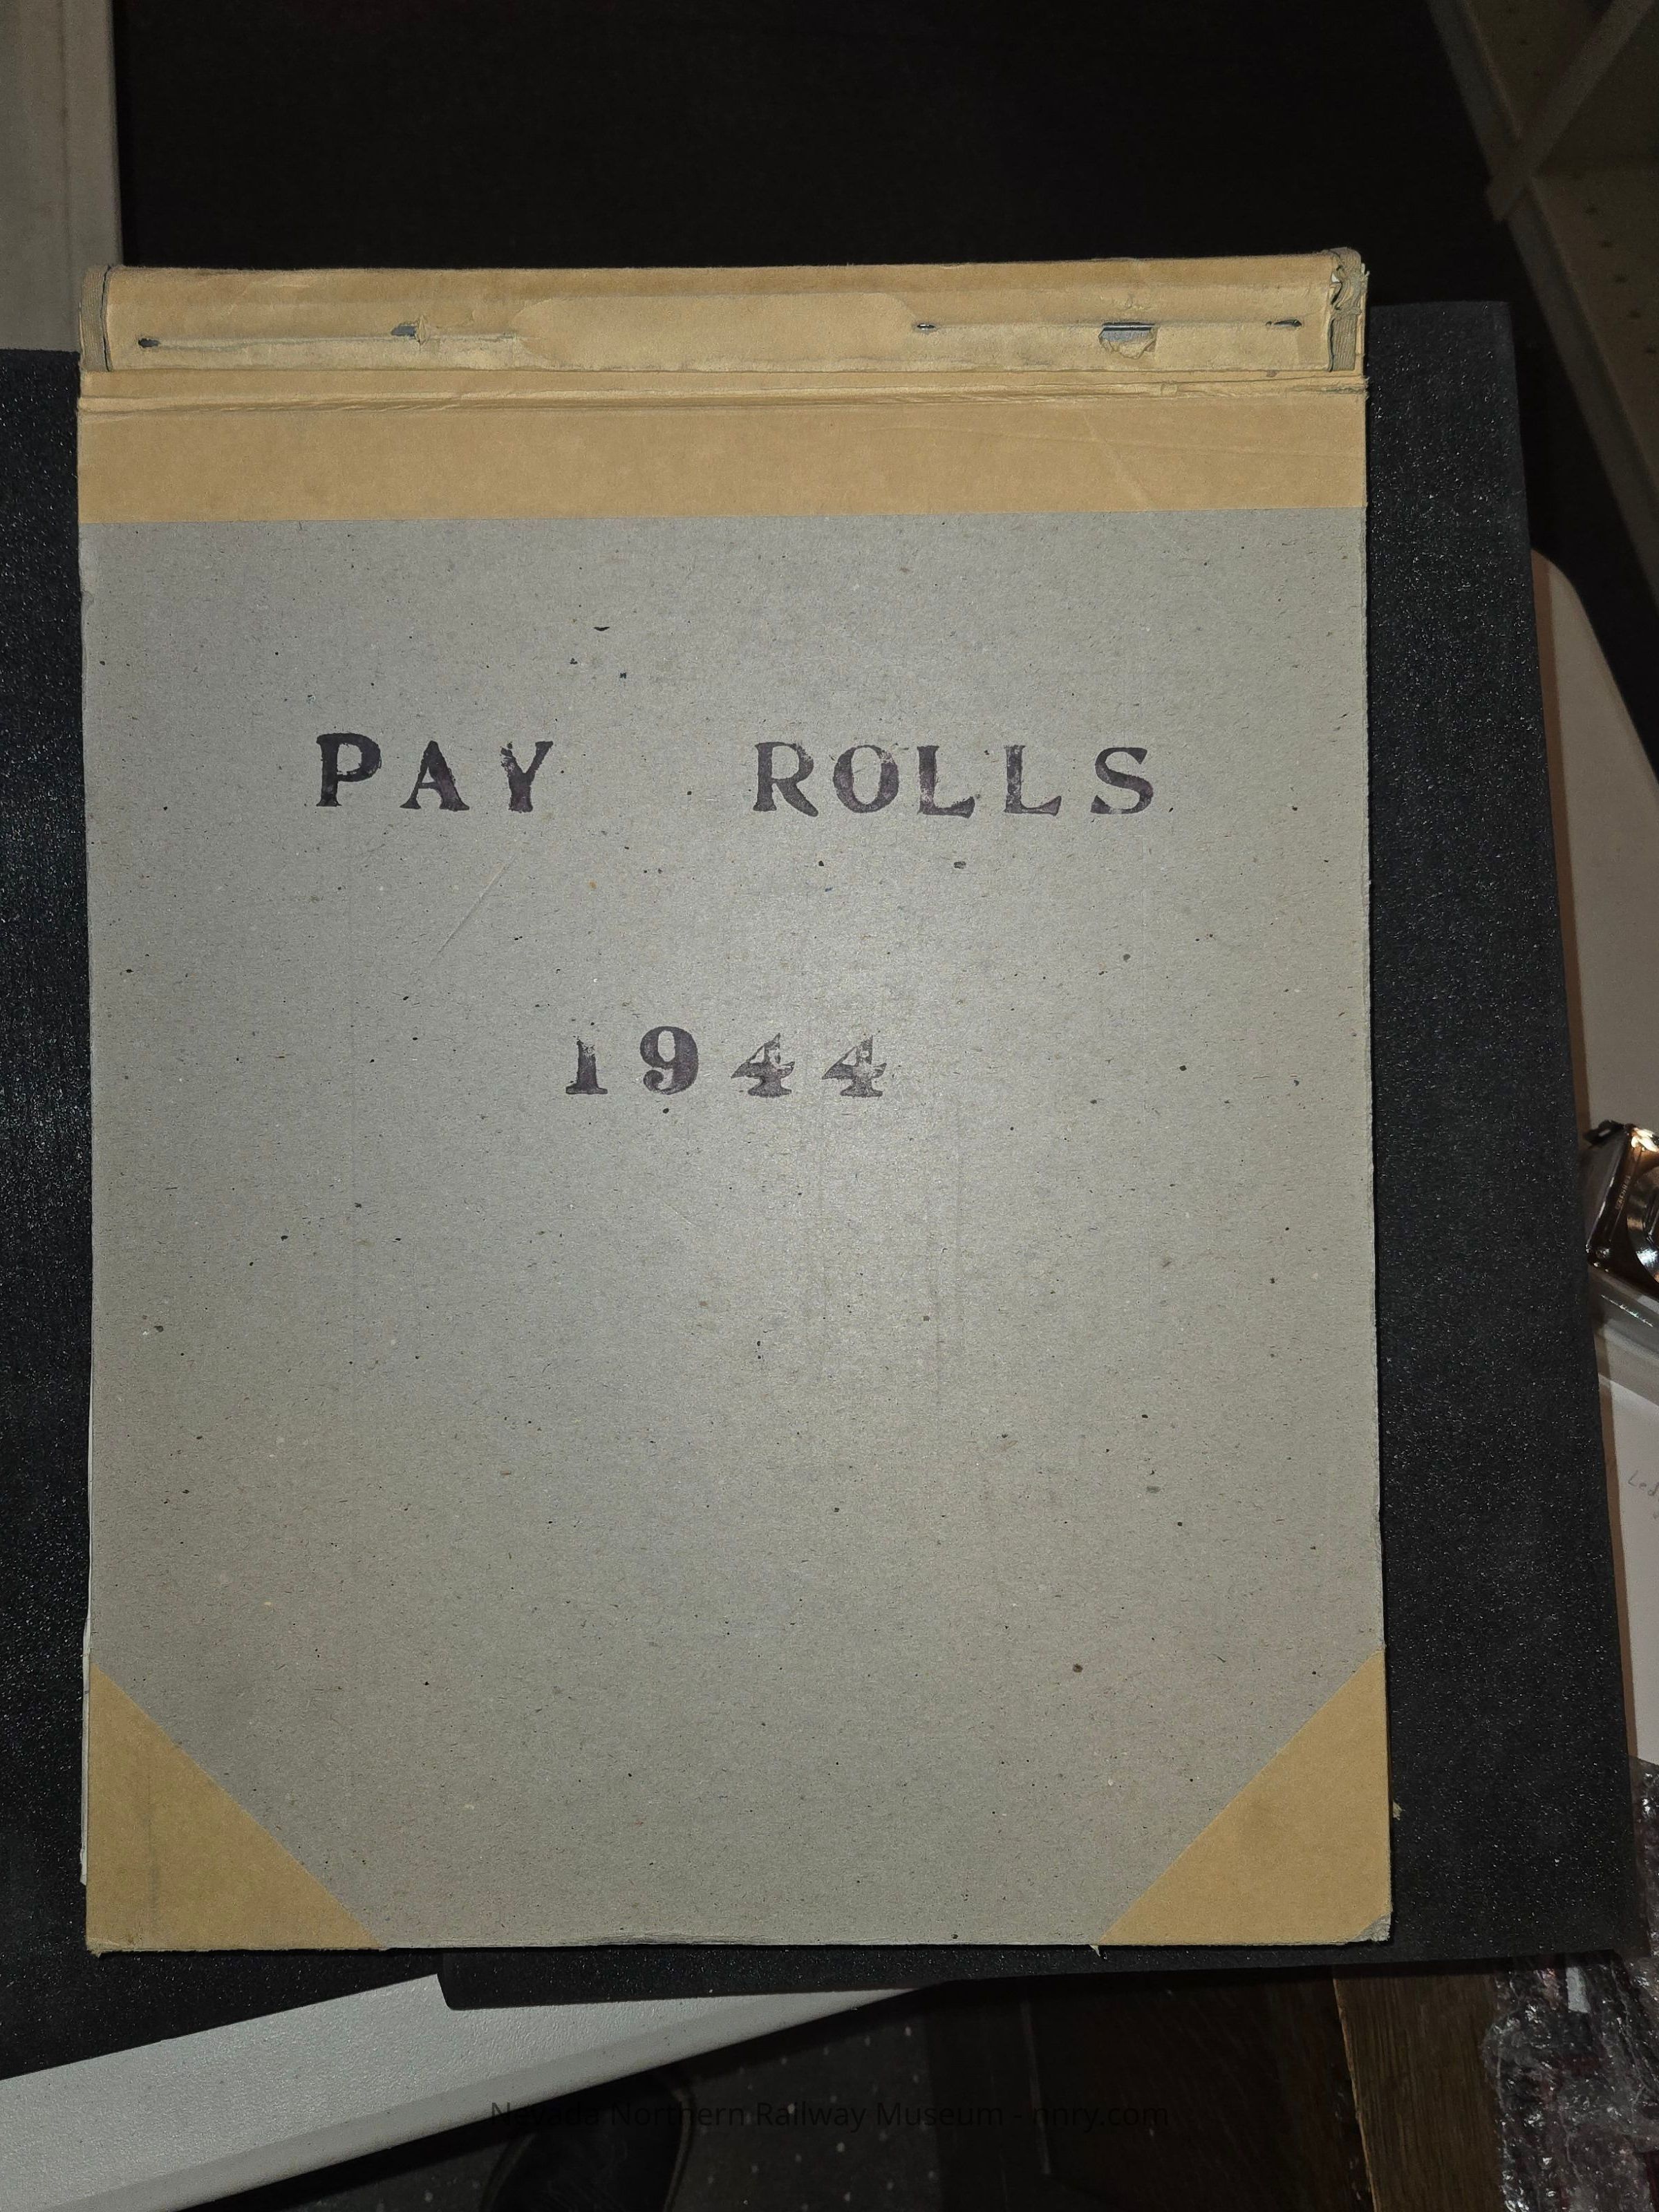 PAY ROLLS
1944
Nevada Northern Railway Museum - nnry.com